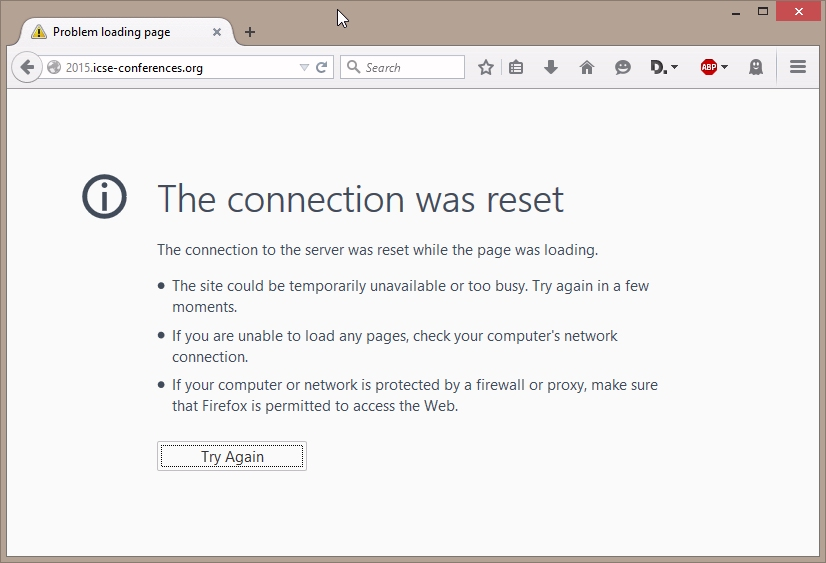 Problem loading page
2015.icse-conferences.org
Search
D.
ABP
The connection was reset
The connection to the server was reset while the page was loading.
The site could be temporarily unavailable or too busy. Try again in a few
moments.
If you are unable to load any pages, check your computer's network
connection.
If your computer or network is protected by a firewall or proxy, make sure
that Firefox is permitted to access the Web.
Try Again